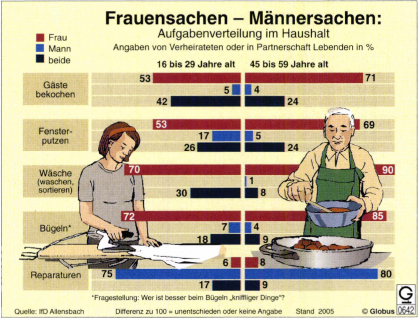 Frauensachen – Männersachen:
Aufgabenverteilung im Haushalt
Angaben von Verheirateten oder in Partnerschaft Lebenden in %
Frau
Mann
beide
16 bis 29 Jahre alt
45 bis 59 Jahre alt
Gäste
bekochen
53
71
5
4
42
24
Fenster-
putzen
53
69
17
5
26
24
Wäsche
(waschen,
sortieren)
70
90
1
30
8
Bügeln*
72
85
7
4
18
9
Reparaturen
6
8
75
80
17
9
*Fragestellung: Wer ist besser beim Bügeln „kniffliger Dinge“?
Quelle: IfD Allensbach
Differenz zu 100 = unentschieden oder keine Angabe
Stand 2005
© Globus
G
0642